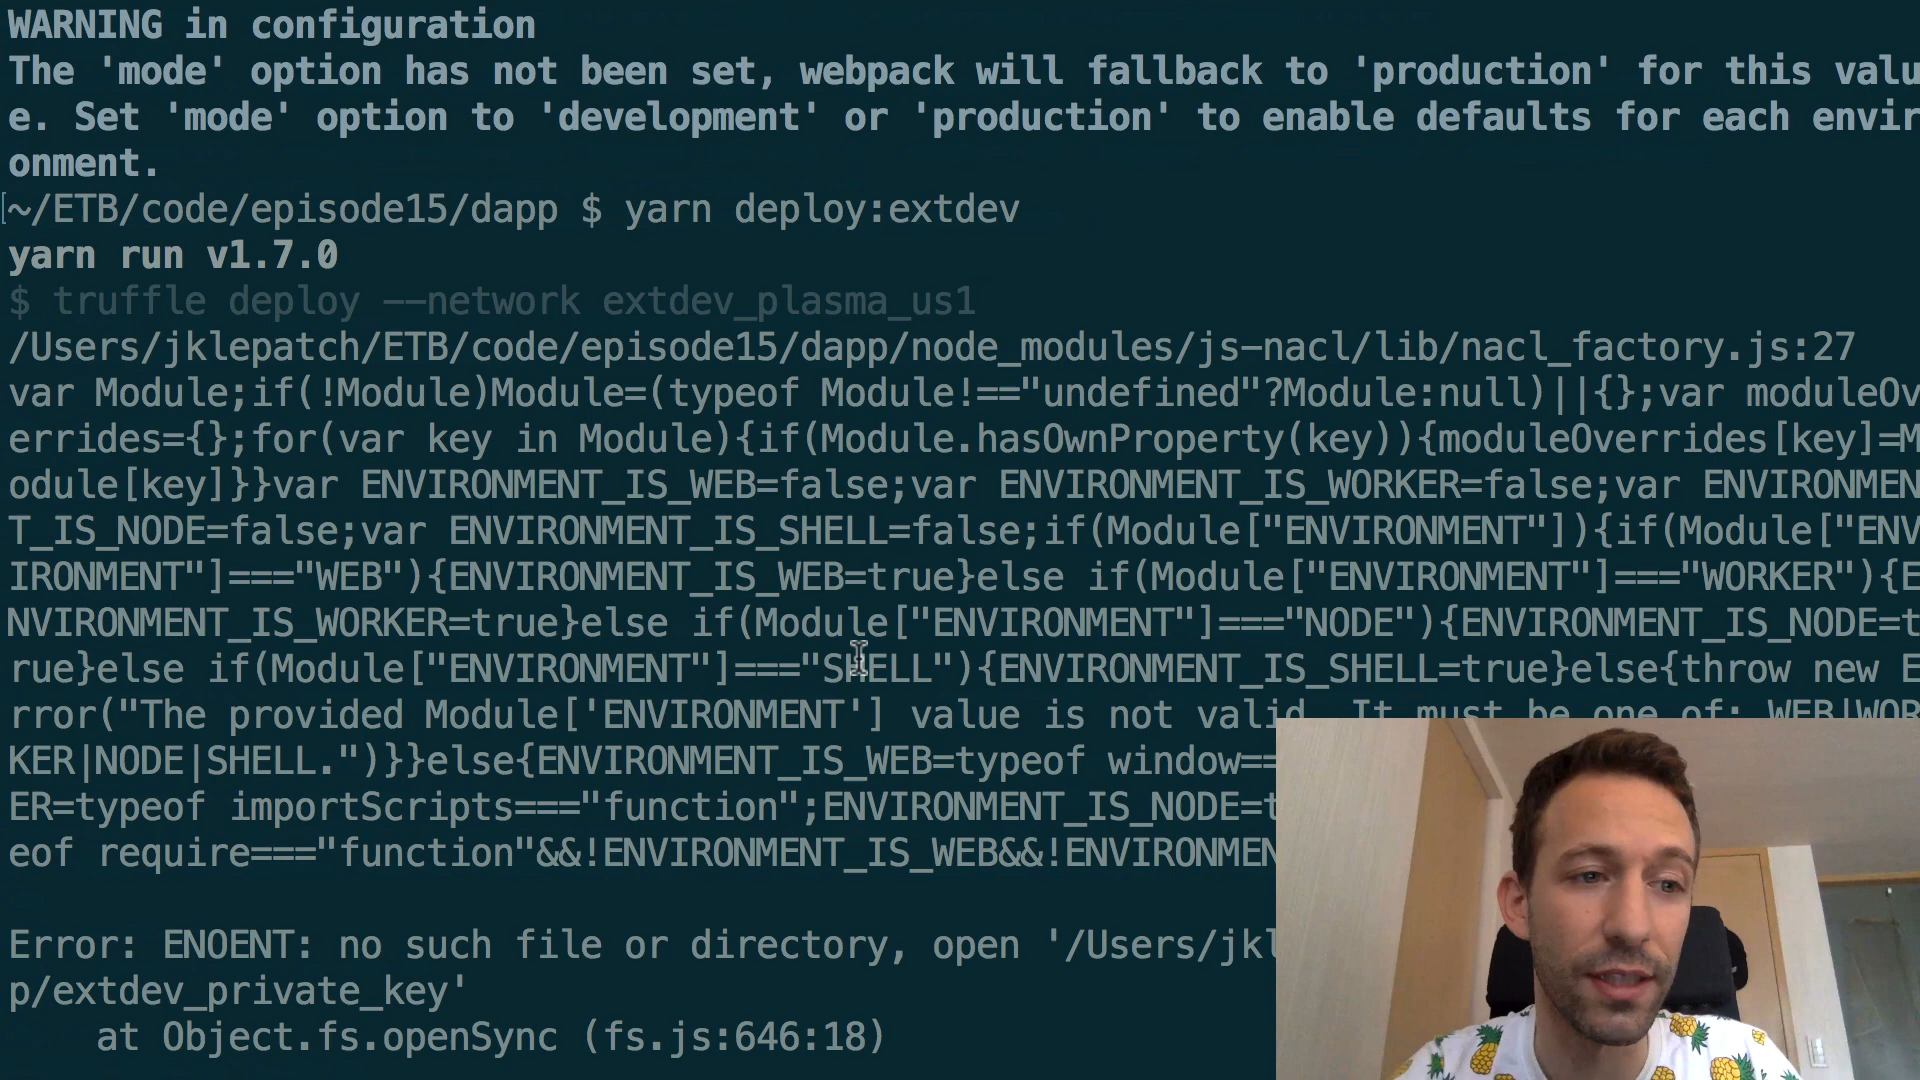 WARNING in configuration
The 'mode' option has not been set, webpack will fallback to 'production' for this valu
e. Set 'mode' option to 'development' or 'production' to enable defaults for each envir
onment.
[~/ETB/code/episode15/dapp $ yarn deploy:extdev
yarn run v1.7.0
$ truffle deploy --network extdev_plasma_us1
/Users/jklepatch/ETB/code/episode15/dapp/node_modules/js-nacl/lib/nacl_factory.js:27
var Module;if(!Module)Module=(typeof Module!=="undefined"?Module:null)||{};var moduleOv
errides={};for(var key in Module){if(Module.hasOwnProperty(key)){moduleOverrides[key]=M
odule[key]}}var ENVIRONMENT_IS_WEB=false;var ENVIRONMENT_IS_WORKER=false;var ENVIRONMEN
T_IS_NODE=false;var ENVIRONMENT_IS_SHELL=false;if(Module["ENVIRONMENT"]){if(Module["ENV
IRONMENT"]==="WEB"){ENVIRONMENT_IS_WEB=true}else if(Module["ENVIRONMENT"]==="WORKER"){E
NVIRONMENT_IS_WORKER=true}else if(Module["ENVIRONMENT"]==="NODE"){ENVIRONMENT_IS_NODE=t
rue}else if(Module["ENVIRONMENT"]==="SHELL"){ENVIRONMENT_IS_SHELL=true}else{throw new E
rror("The provided Module['ENVIRONMENT'] value is not valid. It must be one of: WEB|WOR
KER|NODE|SHELL.")}}else{ENVIRONMENT_IS_WEB=typeof window==
ER=typeof importScripts==="function";ENVIRONMENT_IS_NODE=t
eof require==="function"&&!ENVIRONMENT_IS_WEB&&!ENVIRONMEN
Error: ENOENT: no such file or directory, open '/Users/jkl
p/extdev_private_key'
at Object.fs.openSync (fs.js:646:18)